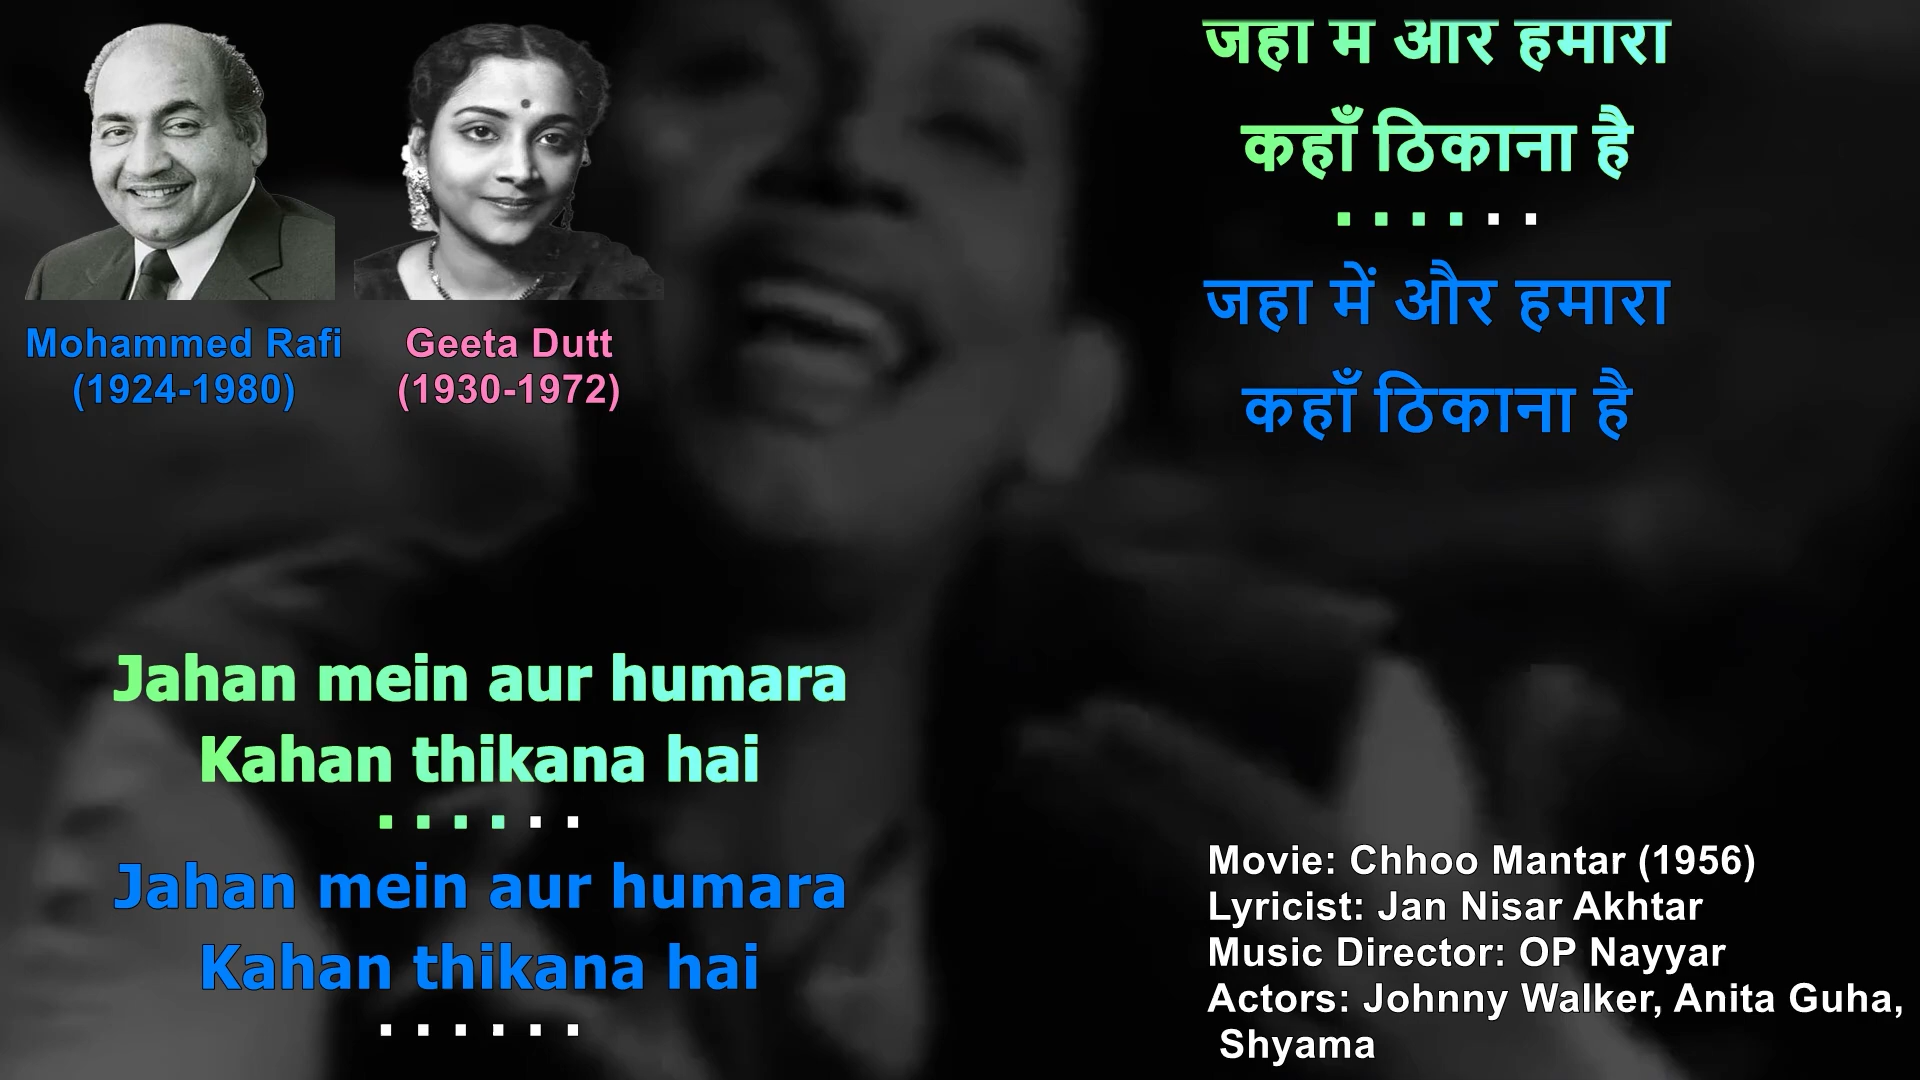 Mohammed Rafi
(1924-1980)
Geeta Dutt
(1930-1972)
हमारा
कहाँ ठिकाना है
जहा में और हमारा
कहाँ ठिकाना है
Jahan mein aur humara
Kahan thikana hai
Jahan mein aur humara
Kahan thikana hai
Movie: Chhoo Mantar (1956)
Lyricist: Jan Nisar Akhtar
Music Director: OP Nayyar
Actors: Johnny Walker, Anita Guha,
Shyama